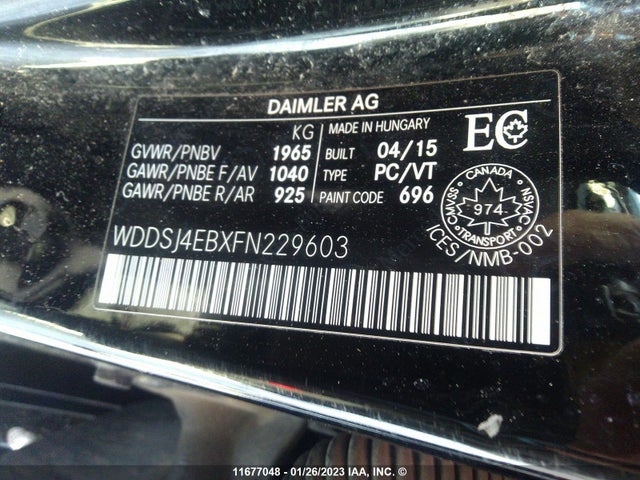 DAIMLER AG
KG
GVWR/PNBV 1965
GAWR/PNBE F/AV 1040
GAWR/PNBE R/AR 925
MADE IN HUNGARY
BUILT 04/15
TYPE PC/VT
PAINT CODE 696
EC
CANADA
CMVSS 974 NSVAC
TRANSPORT
ICES/NMB-002
WDDSJ4EBXFN229603
11677048 - 01/26/2023 IAA, INC. ©